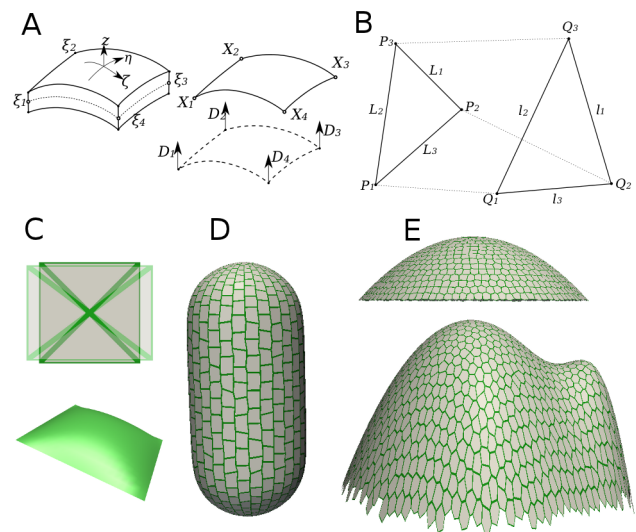 A
B
ξ2
z
η
ζ
ξ3
ξ1
ξ4
X2
X3
X1
X4
D2
D3
D1
D4
P3
Q3
L1
P2
L2
L3
P1
l2
l1
Q2
Q1
l3
C
D
E